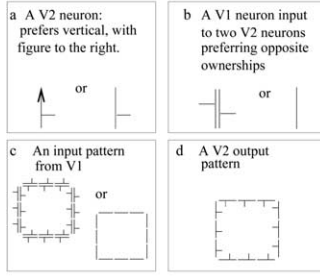 a A V2 neuron:
prefers vertical, with
figure to the right.
or
b A V1 neuron input
to two V2 neurons
preferring opposite
ownerships
or
c An input pattern
from V1
or
d A V2 output
pattern